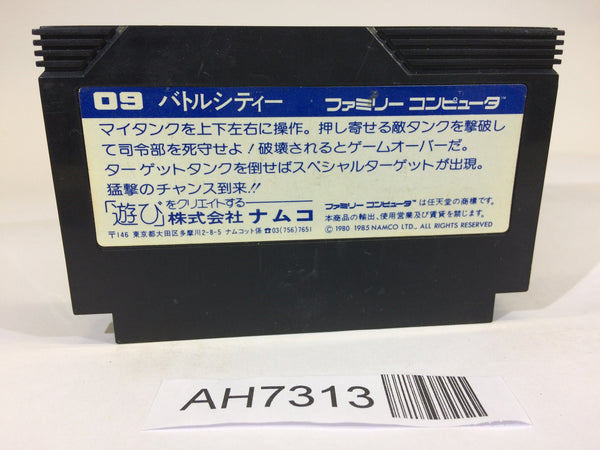 09 バトルシティー ファミリー コンピュータ™
マイタンクを上下左右に操作。押し寄せる敵タンクを撃破し
て司令部を死守せよ！破壊されるとゲームオーバーだ。
ターゲットタンクを倒せばスペシャルターゲットが出現。
猛撃のチャンス到来!!
「遊び」をクリエイトする
株式会社 ナムコ
〒146 東京都大田区多摩川2-8-5 ナムコット係 ☎03(756)7651
ファミリー コンピュータ™ は任天堂の商標です。
本商品の輸出、使用営業及び賃貸を禁じます。
© 1980 1985 NAMCO LTD., ALL RIGHTS RESERVED
AH7313